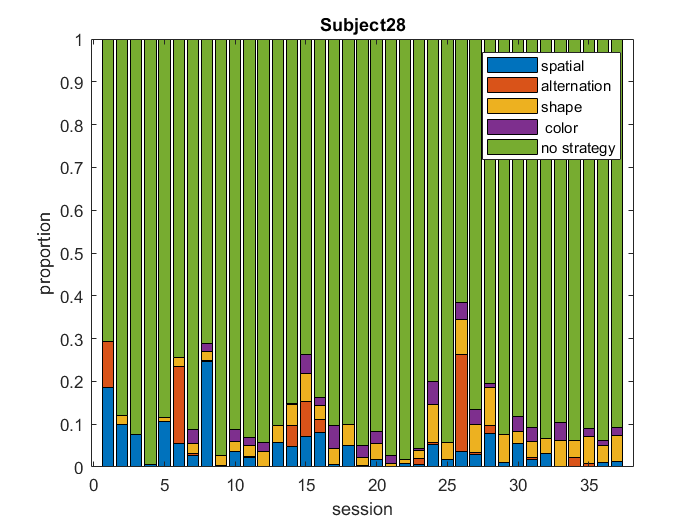 Subject28
1
0.9
0.8
0.7
0.6
0.5
0.4
0.3
0.2
0.1
0
proportion
spatial
alternation
shape
color
no strategy
0 5 10 15 20 25 30 35
session